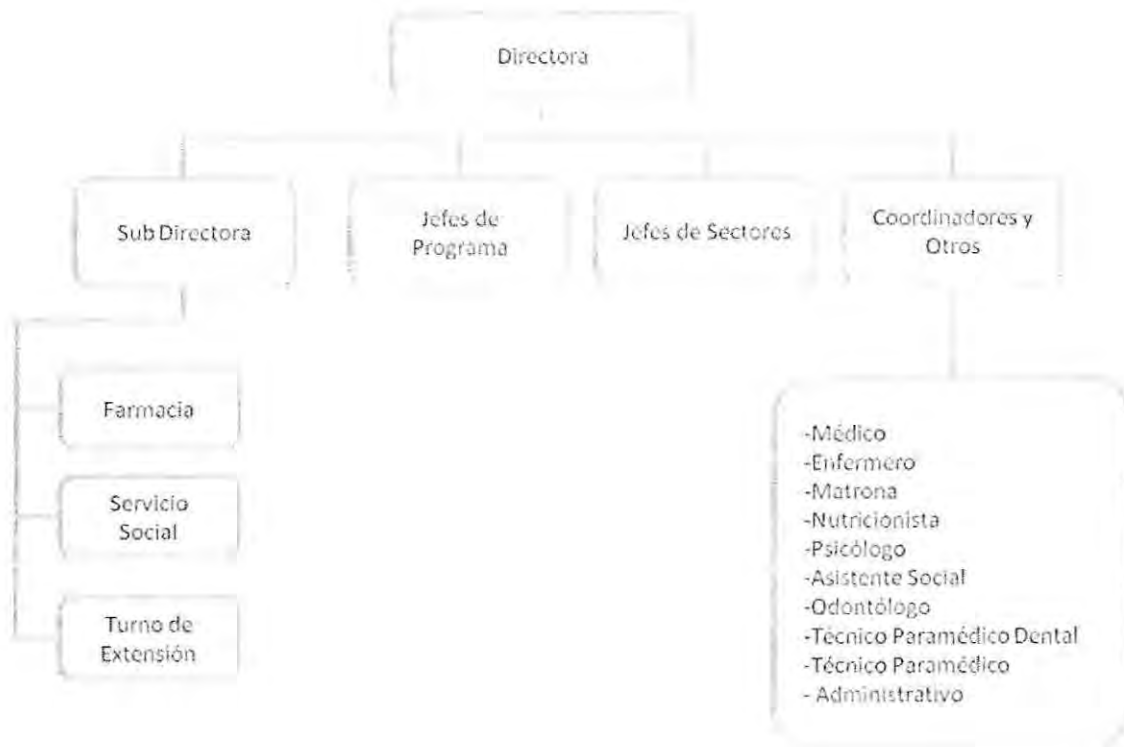 Directora
Sub Directora
Jefes de
Programa
Jefes de Sectores
Coordinadores y
Otros
Farmacia
Servicio
Social
Turno de
Extensión
-Médico
-Enfermero
-Matrona
-Nutricionista
-Psicólogo
-Asistente Social
-Odontólogo
-Técnico Paramédico Dental
-Técnico Paramédico
- Administrativo